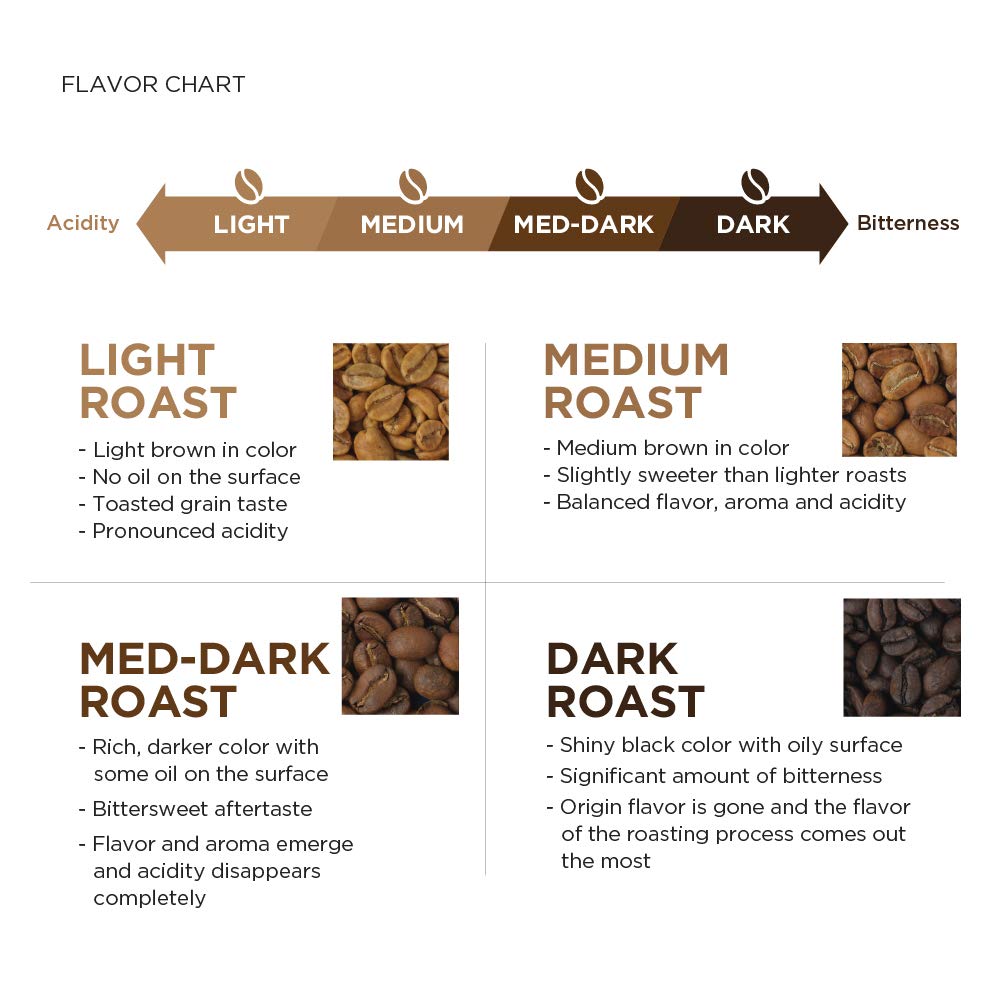 FLAVOR CHART
Acidity
LIGHT
MEDIUM
MED-DARK
DARK
Bitterness
LIGHT
ROAST
- Light brown in color
- No oil on the surface
- Toasted grain taste
- Pronounced acidity
MEDIUM
ROAST
- Medium brown in color
- Slightly sweeter than lighter roasts
- Balanced flavor, aroma and acidity
MED-DARK
ROAST
- Rich, darker color with
some oil on the surface
- Bittersweet aftertaste
- Flavor and aroma emerge
and acidity disappears
completely
DARK
ROAST
- Shiny black color with oily surface
- Significant amount of bitterness
- Origin flavor is gone and the flavor
of the roasting process comes out
the most